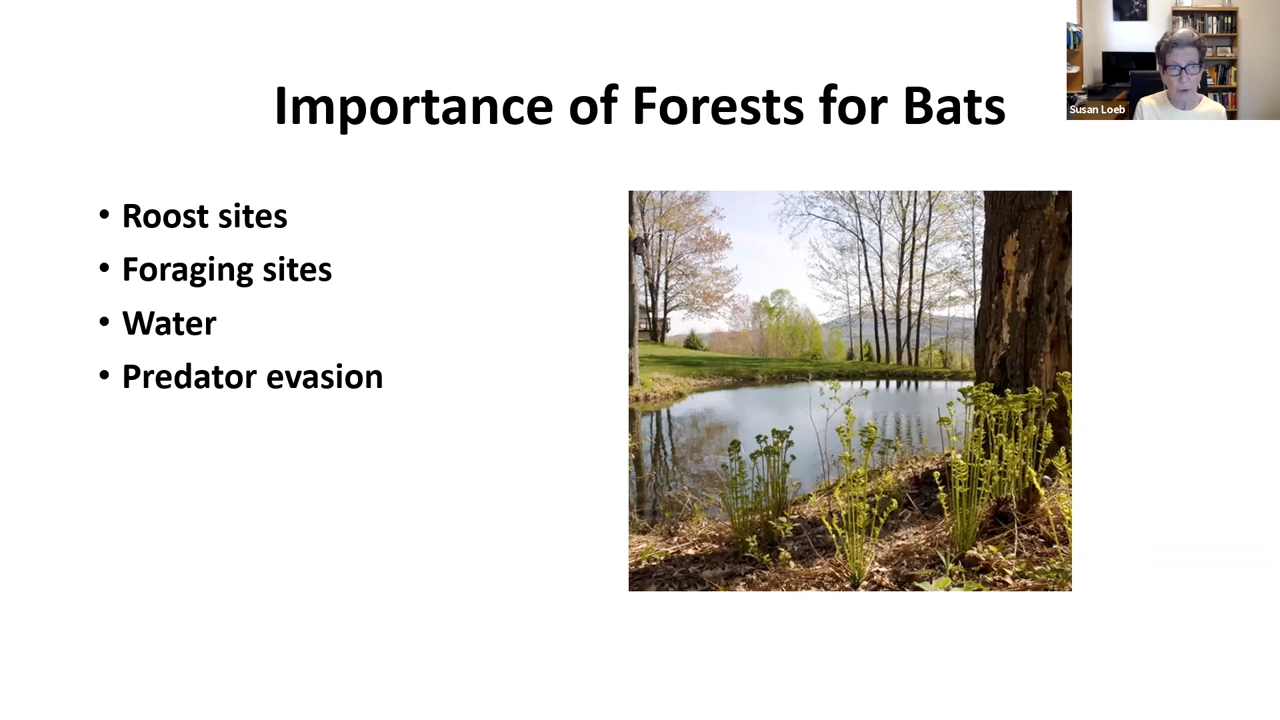 Importance of Forests for Bats
Susan Loeb
• Roost sites
• Foraging sites
• Water
• Predator evasion